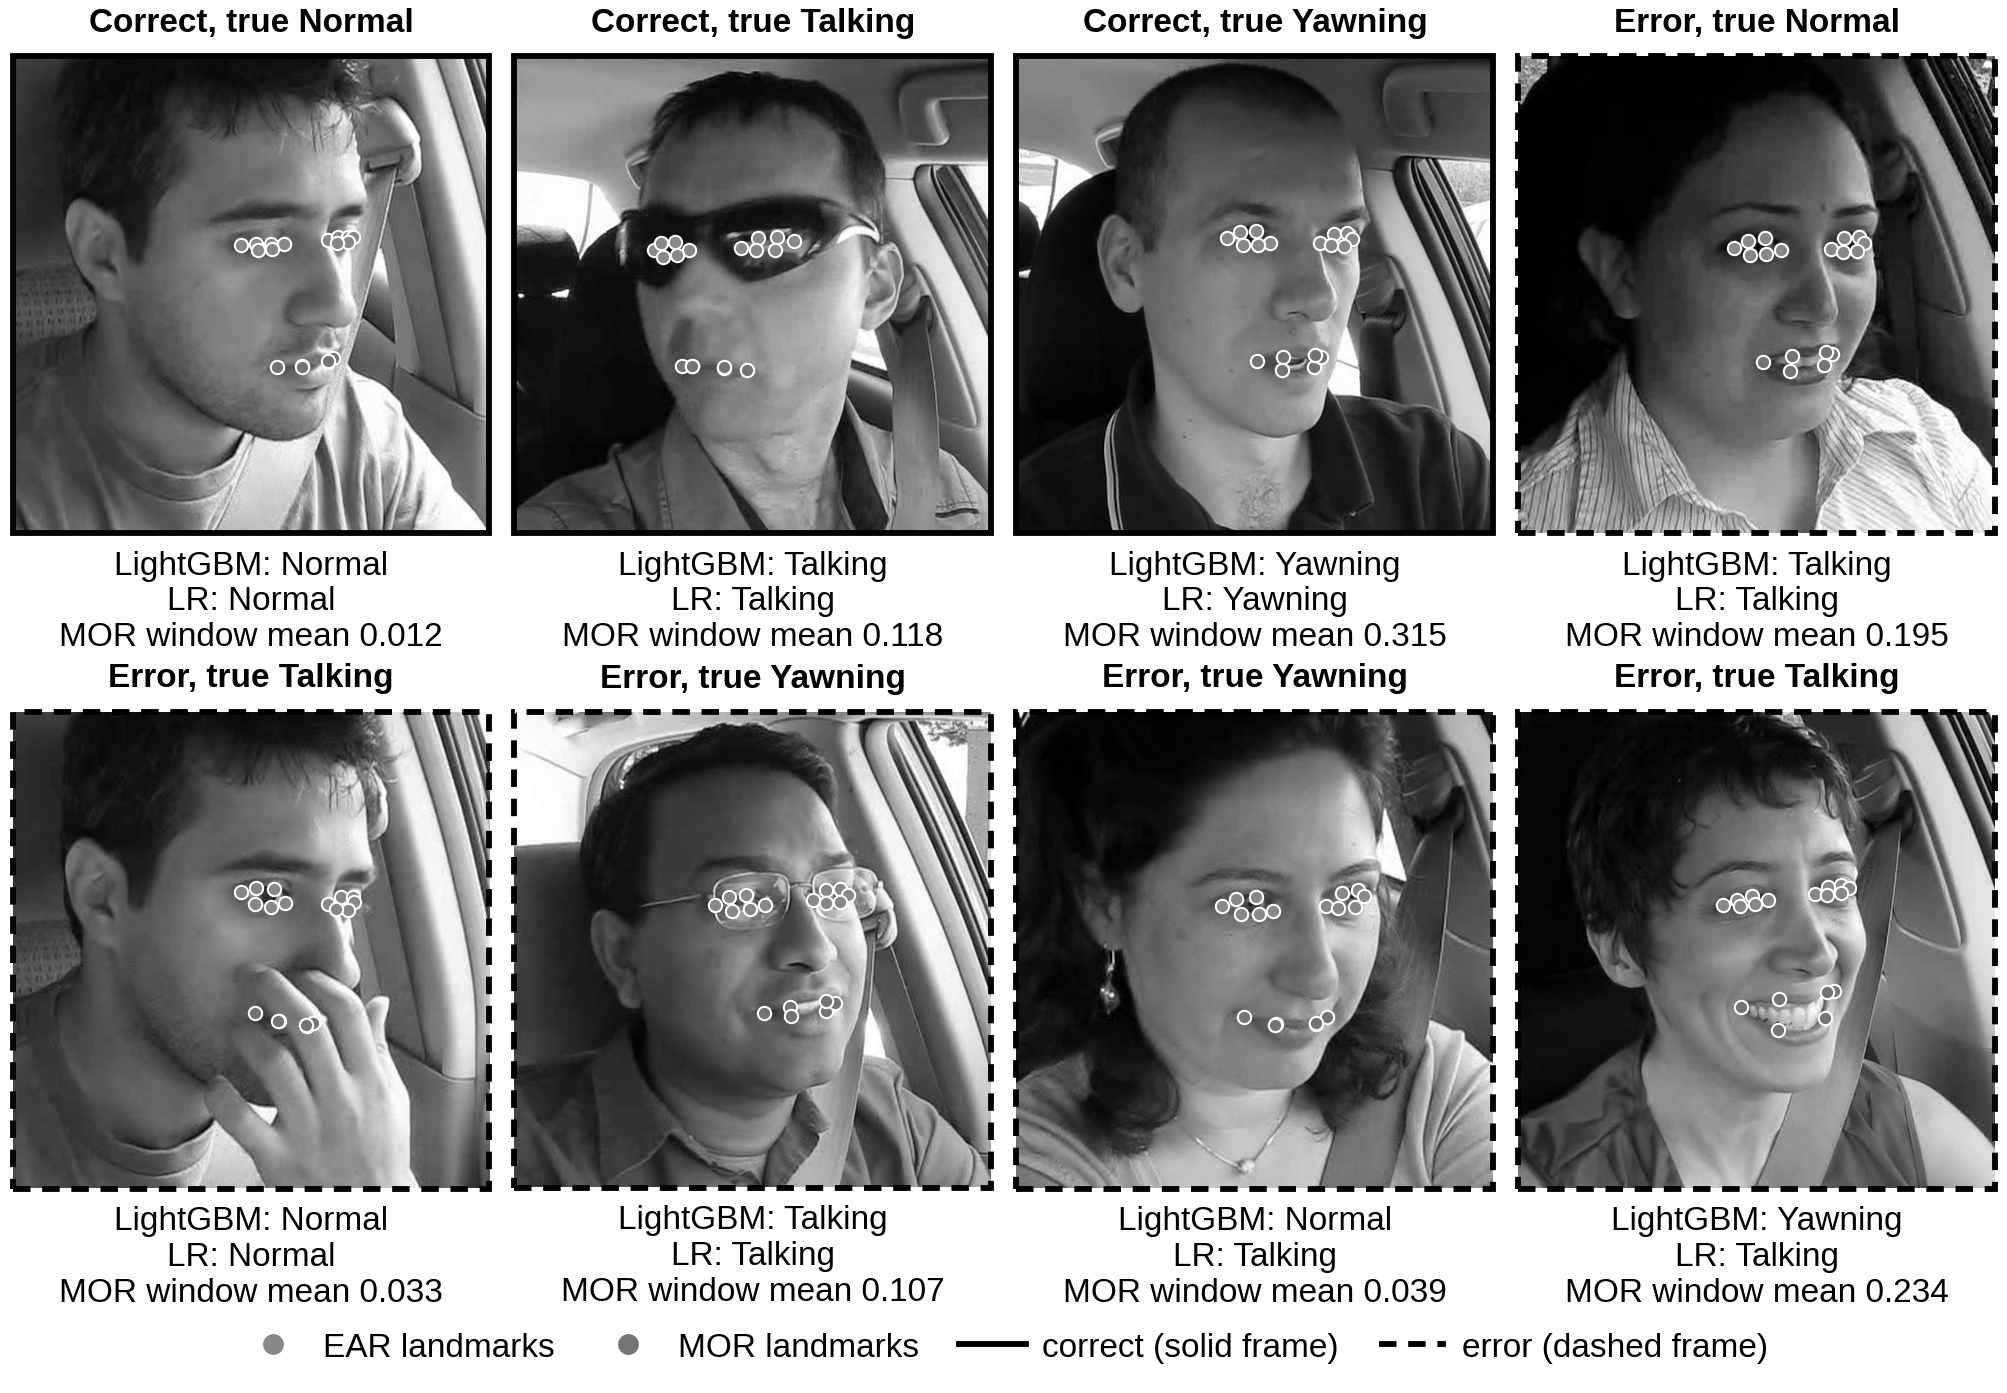 Correct, true Normal
Correct, true Talking
Correct, true Yawning
Error, true Normal
LightGBM: Normal
LR: Normal
MOR window mean 0.012
LightGBM: Talking
LR: Talking
MOR window mean 0.118
LightGBM: Yawning
LR: Yawning
MOR window mean 0.315
LightGBM: Talking
LR: Talking
MOR window mean 0.195
Error, true Talking
Error, true Yawning
Error, true Yawning
Error, true Talking
LightGBM: Normal
LR: Normal
MOR window mean 0.033
LightGBM: Talking
LR: Talking
MOR window mean 0.107
LightGBM: Normal
LR: Talking
MOR window mean 0.039
LightGBM: Yawning
LR: Talking
MOR window mean 0.234
EAR landmarks
MOR landmarks
correct (solid frame)
error (dashed frame)